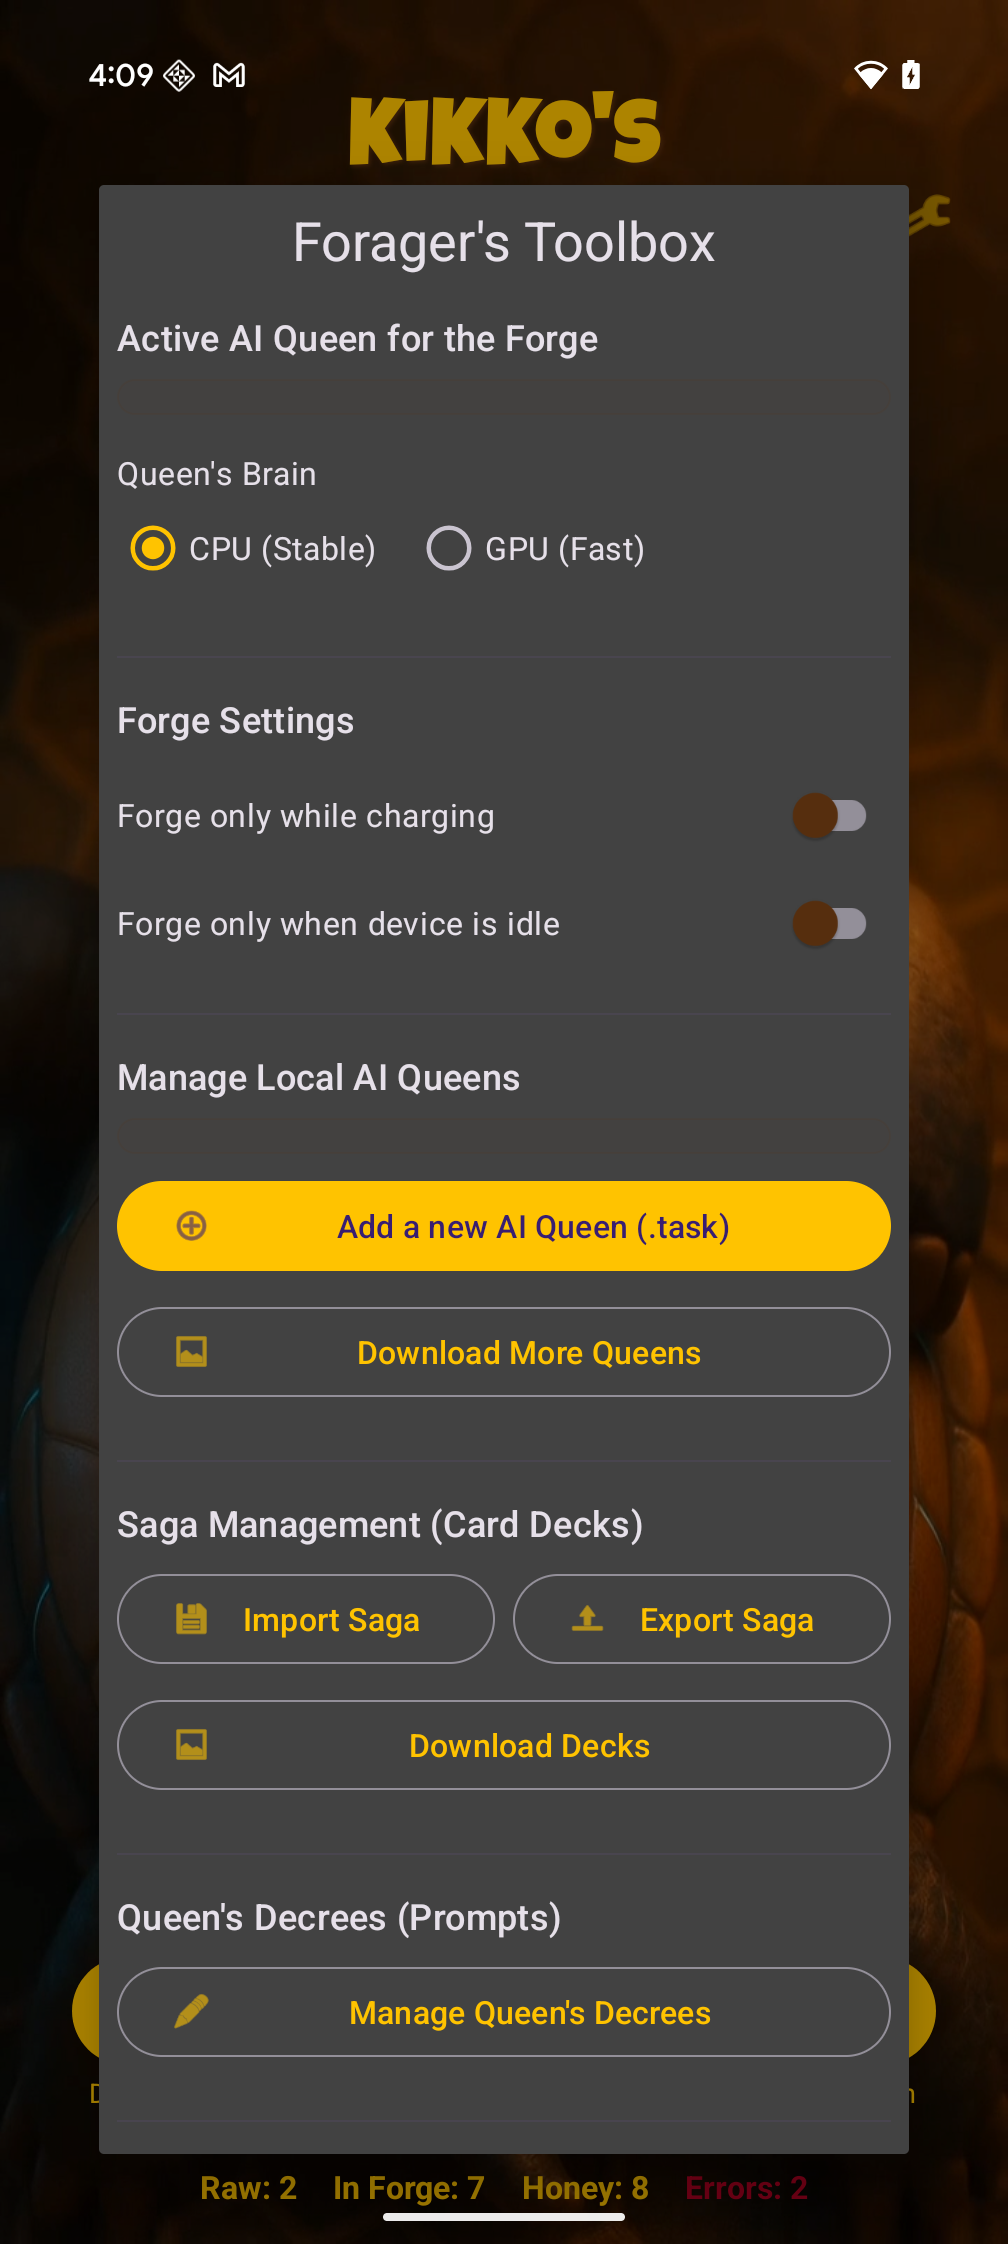 4:09
KIKKO'S
Forager's Toolbox
Active AI Queen for the Forge
Queen's Brain
CPU (Stable)
GPU (Fast)
Forge Settings
Forge only while charging
Forge only when device is idle
Manage Local AI Queens
Add a new AI Queen (.task)
Download More Queens
Saga Management (Card Decks)
Import Saga
Export Saga
Download Decks
Queen's Decrees (Prompts)
Manage Queen's Decrees
Raw: 2 In Forge: 7 Honey: 8 Errors: 2